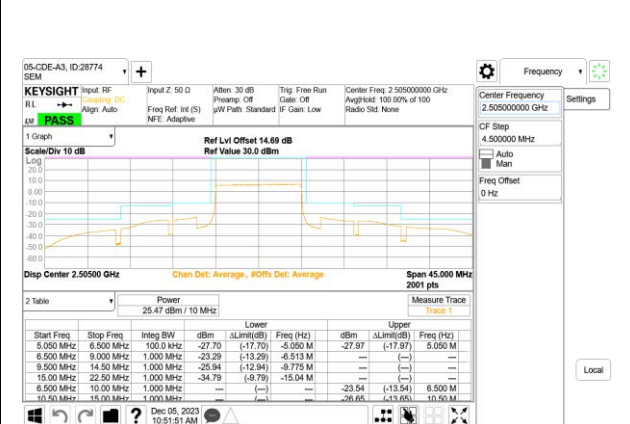 05-CDE-A3, ID:28774
SEM
Frequency
KEYSIGHT
RL
LM PASS
Input: RF
Coupling: DC
Align: Auto
Input Z: 50 Ω
Freq Ref: Int (S)
NFE: Adaptive
Atten: 30 dB
Preamp: Off
µW Path: Standard
Trig: Free Run
Gate: Off
IF Gain: Low
Center Freq: 2.505000000 GHz
Avg|Hold: 100.00% of 100
Radio Std: None
Center Frequency
2.505000000 GHz
Settings
CF Step
4.500000 MHz
Auto
Man
Freq Offset
0 Hz
1 Graph
Scale/Div 10 dB
Ref Lvl Offset 14.69 dB
Ref Value 30.0 dBm
Log
20.0
10.0
0.00
-10.0
-20.0
-30.0
-40.0
-50.0
-60.0
Disp Center 2.50500 GHz
Chan Det: Average, #Offs Det: Average
Span 45.000 MHz
2001 pts
2 Table
Power
25.47 dBm / 10 MHz
Measure Trace
Trace 1
Lower Upper
Start Freq Stop Freq Integ BW dBm ΔLimit(dB) Freq (Hz) dBm ΔLimit(dB) Freq (Hz)
5.050 MHz 6.500 MHz 100.0 kHz -27.70 (-17.70) -5.050 M -27.97 (-17.97) 5.050 M
6.500 MHz 9.000 MHz 1.000 MHz -23.29 (-13.29) -6.513 M --- (---) ---
9.500 MHz 14.50 MHz 1.000 MHz -25.94 (-12.94) -9.775 M --- (---) ---
15.00 MHz 22.50 MHz 1.000 MHz -34.79 (-9.79) -15.04 M --- (---) ---
6.500 MHz 10.00 MHz 1.000 MHz --- (---) --- -23.54 (-13.54) 6.500 M
10.50 MHz 15.00 MHz 1.000 MHz --- (---) --- -26.65 (-13.65) 10.50 M
Local
Dec 05, 2023
10:51:51 AM